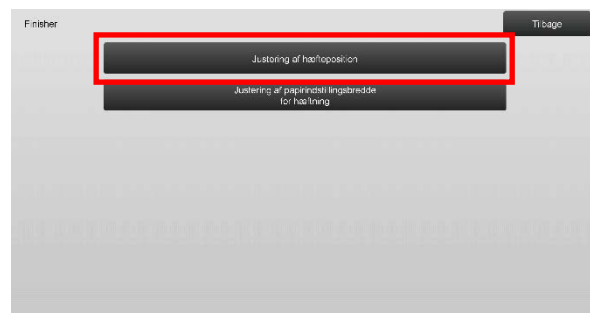 Finisher
Tilbage
Justering af hæfteposition
Justering af papirindstillingsbredde
for hæftning